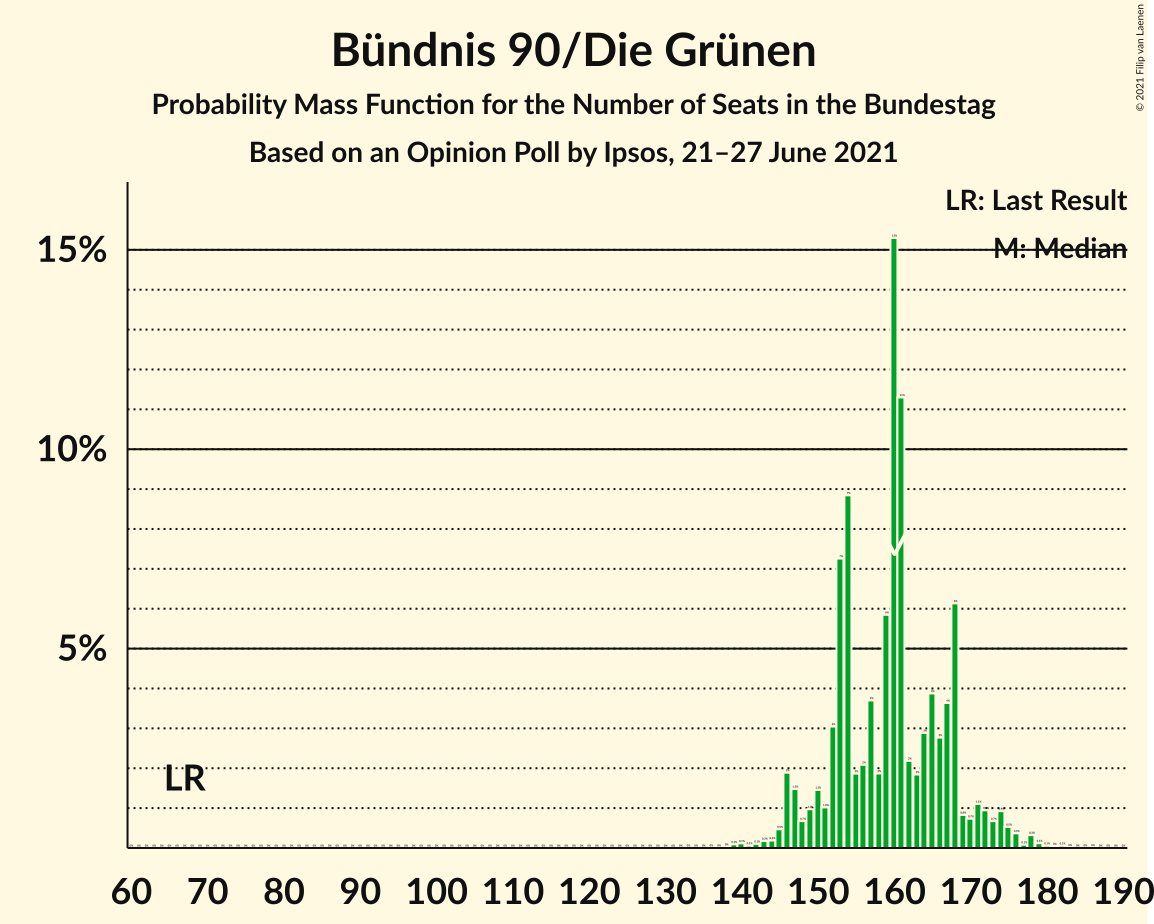 Bündnis 90/Die Grünen
Probability Mass Function for the Number of Seats in the Bundestag
Based on an Opinion Poll by Ipsos, 21–27 June 2021
© 2021 Filip van Laenen
LR: Last Result
M: Median
15%
10%
5%
LR
60 70 80 90 100 110 120 130 140 150 160 170 180 190